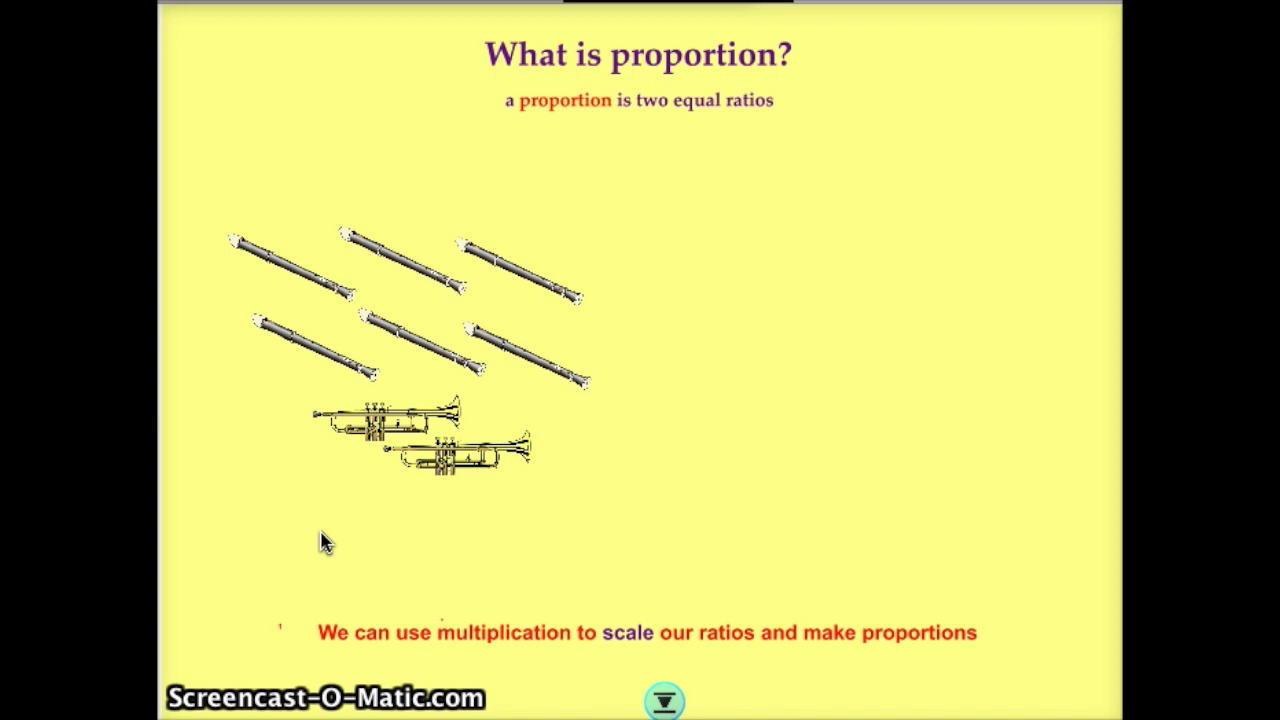 What is proportion?
a proportion is two equal ratios
We can use multiplication to scale our ratios and make proportions
Screencast-O-Matic.com